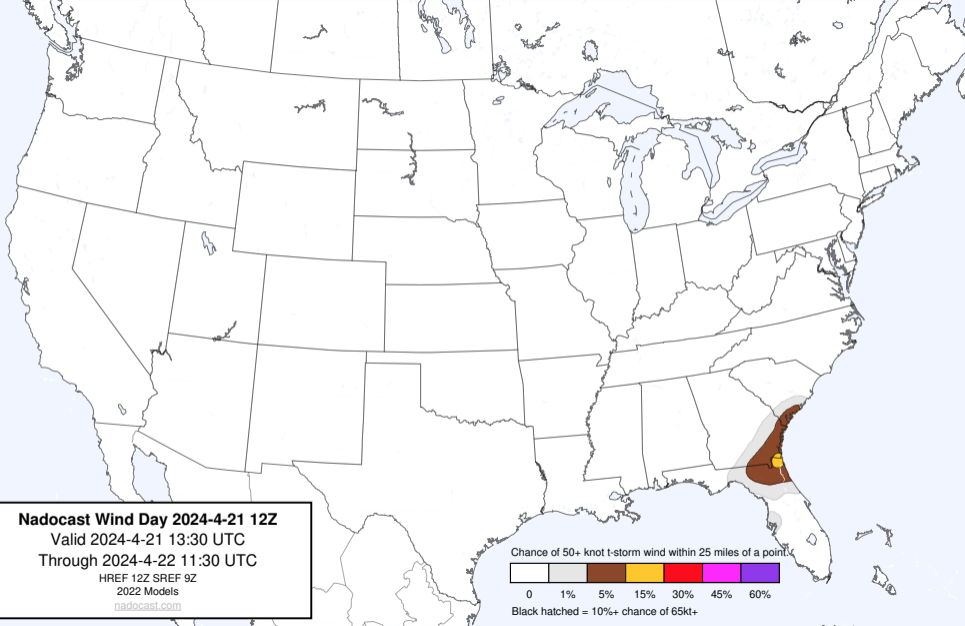 Nadocast Wind Day 2024-4-21 12Z
Valid 2024-4-21 13:30 UTC
Through 2024-4-22 11:30 UTC
HREF 12Z SREF 9Z
2022 Models
nadocast.com
Chance of 50+ knot t-storm wind within 25 miles of a point.
0 1% 5% 15% 30% 45% 60%
Black hatched = 10%+ chance of 65kt+